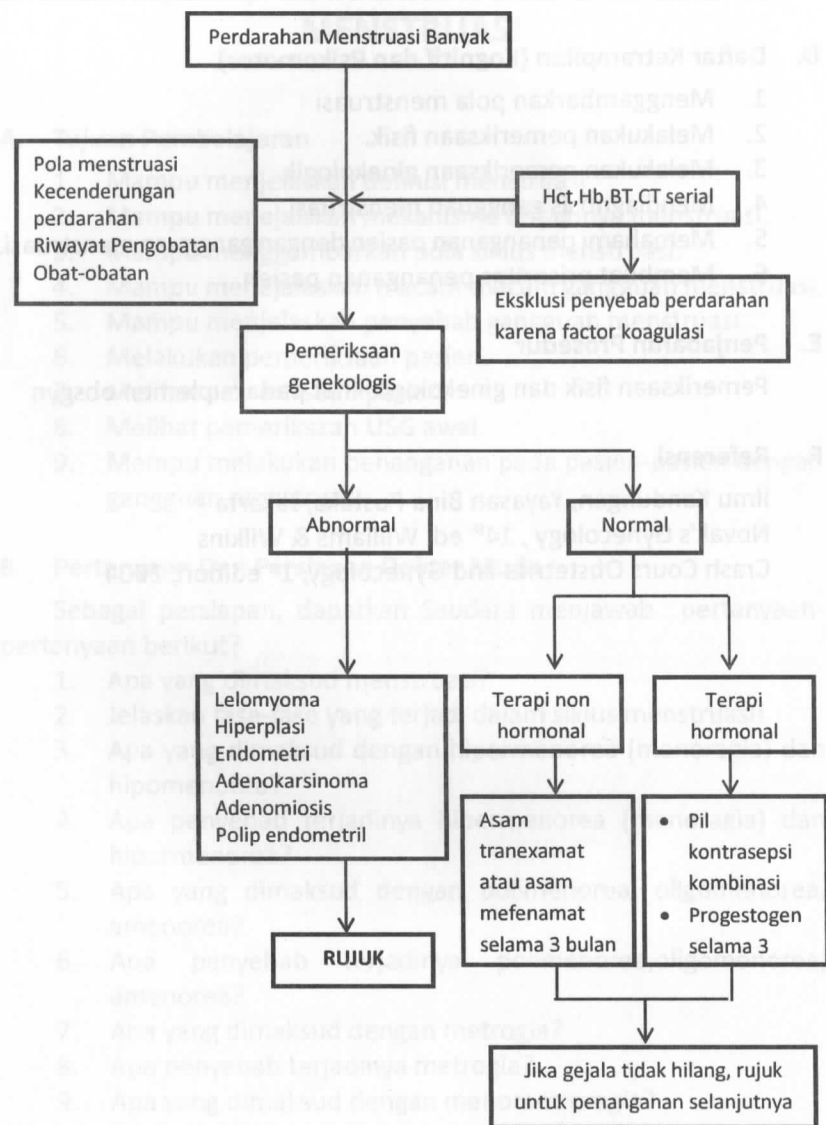 Perdarahan Menstruasi Banyak
Pola menstruasi
Kecenderungan
perdarahan
Riwayat Pengobatan
Obat-obatan
Hct,Hb,BT,CT serial
Eksklusi penyebab perdarahan
karena factor koagulasi
Pemeriksaan
genekologis
Abnormal
Normal
Leiomyoma
Hiperplasi
Endometri
Adenokarsinoma
Adenomiosis
Polip endometril
RUJUK
Terapi non
hormonal
Terapi
hormonal
Asam
tranexamat
atau asam
mefenamat
selama 3 bulan
• Pil
kontrasepsi
kombinasi
• Progestogen
selama 3
Jika gejala tidak hilang, rujuk
untuk penanganan selanjutnya